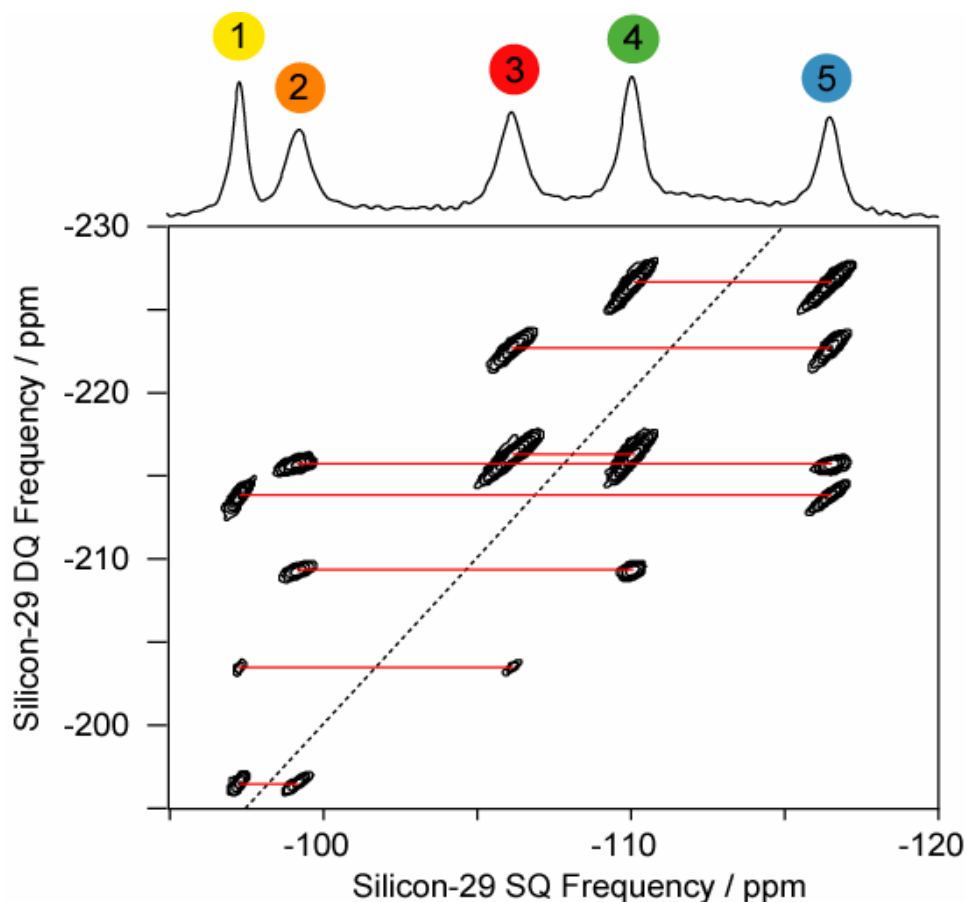 1 2 3 4 5
-230
-220
-210
-200
-100 -110 -120
Silicon-29 DQ Frequency / ppm
Silicon-29 SQ Frequency / ppm